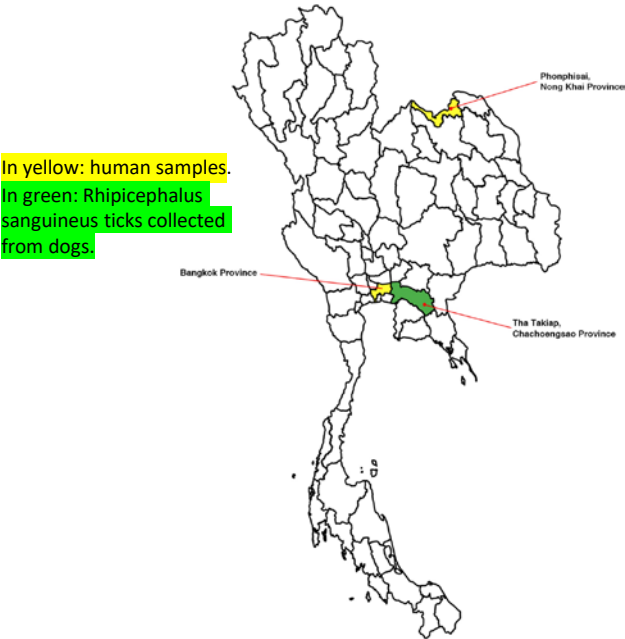 Phonphisai,
Nong Khai Province
In yellow: human samples.
In green: Rhipicephalus
sanguineus ticks collected
from dogs.
Bangkok Province
Tha Takiap,
Chachoengsao Province